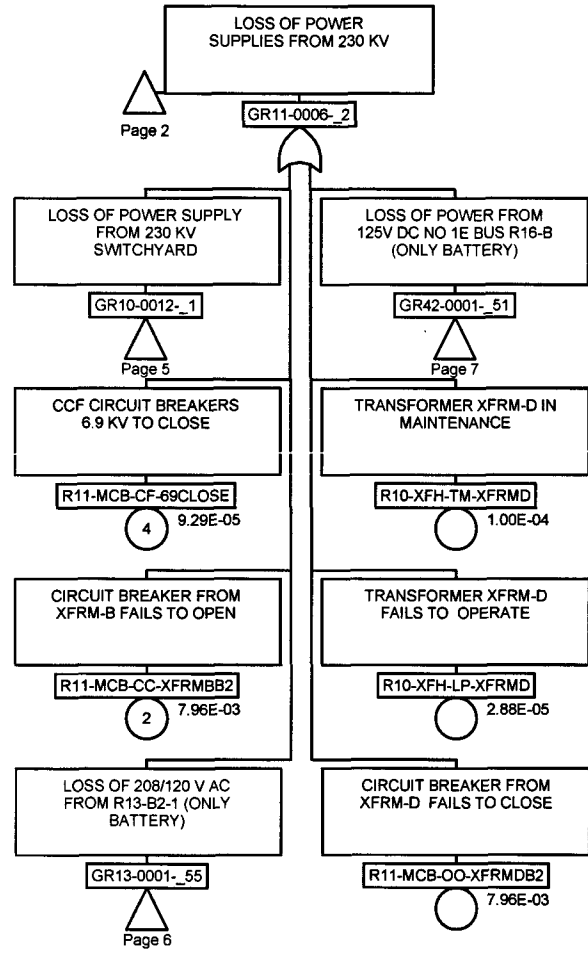 LOSS OF POWER
SUPPLIES FROM 230 KV
Page 2
GR11-0006-_2
LOSS OF POWER SUPPLY
FROM 230 KV
SWITCHYARD
GR10-0012-_1
Page 5
LOSS OF POWER FROM
125V DC NO 1E BUS R16-B
(ONLY BATTERY)
GR42-0001-_51
Page 7
CCF CIRCUIT BREAKERS
6.9 KV TO CLOSE
R11-MCB-CF-69CLOSE
4
9.29E-05
TRANSFORMER XFRM-D IN
MAINTENANCE
R10-XFH-TM-XFRMD
1.00E-04
CIRCUIT BREAKER FROM
XFRM-B FAILS TO OPEN
R11-MCB-CC-XFRMBB2
2
7.96E-03
TRANSFORMER XFRM-D
FAILS TO OPERATE
R10-XFH-LP-XFRMD
2.88E-05
LOSS OF 208/120 V AC
FROM R13-B2-1 (ONLY
BATTERY)
GR13-0001-_55
Page 6
CIRCUIT BREAKER FROM
XFRM-D FAILS TO CLOSE
R11-MCB-OO-XFRMDB2
7.96E-03